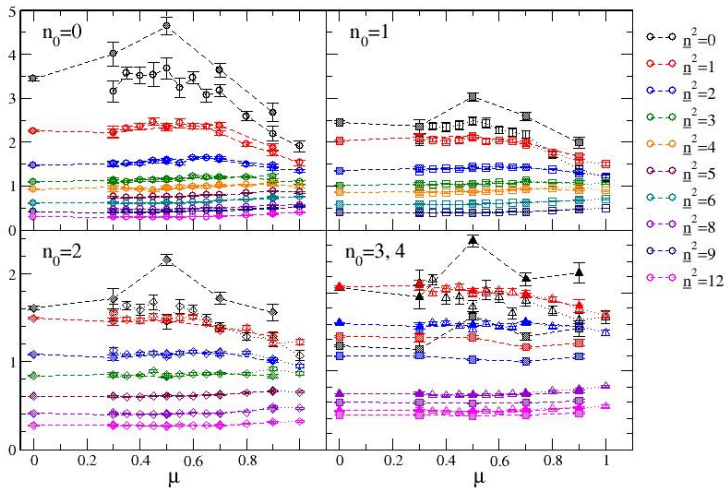 n₀=0
n₀=1
n₀=2
n₀=3, 4
5
4
3
2
1
0
2
1
0
0 0.2 0.4 0.6 0.8
0 0.2 0.4 0.6 0.8 1
μ
μ
n²=0
n²=1
n²=2
n²=3
n²=4
n²=5
n²=6
n²=8
n²=9
n²=12